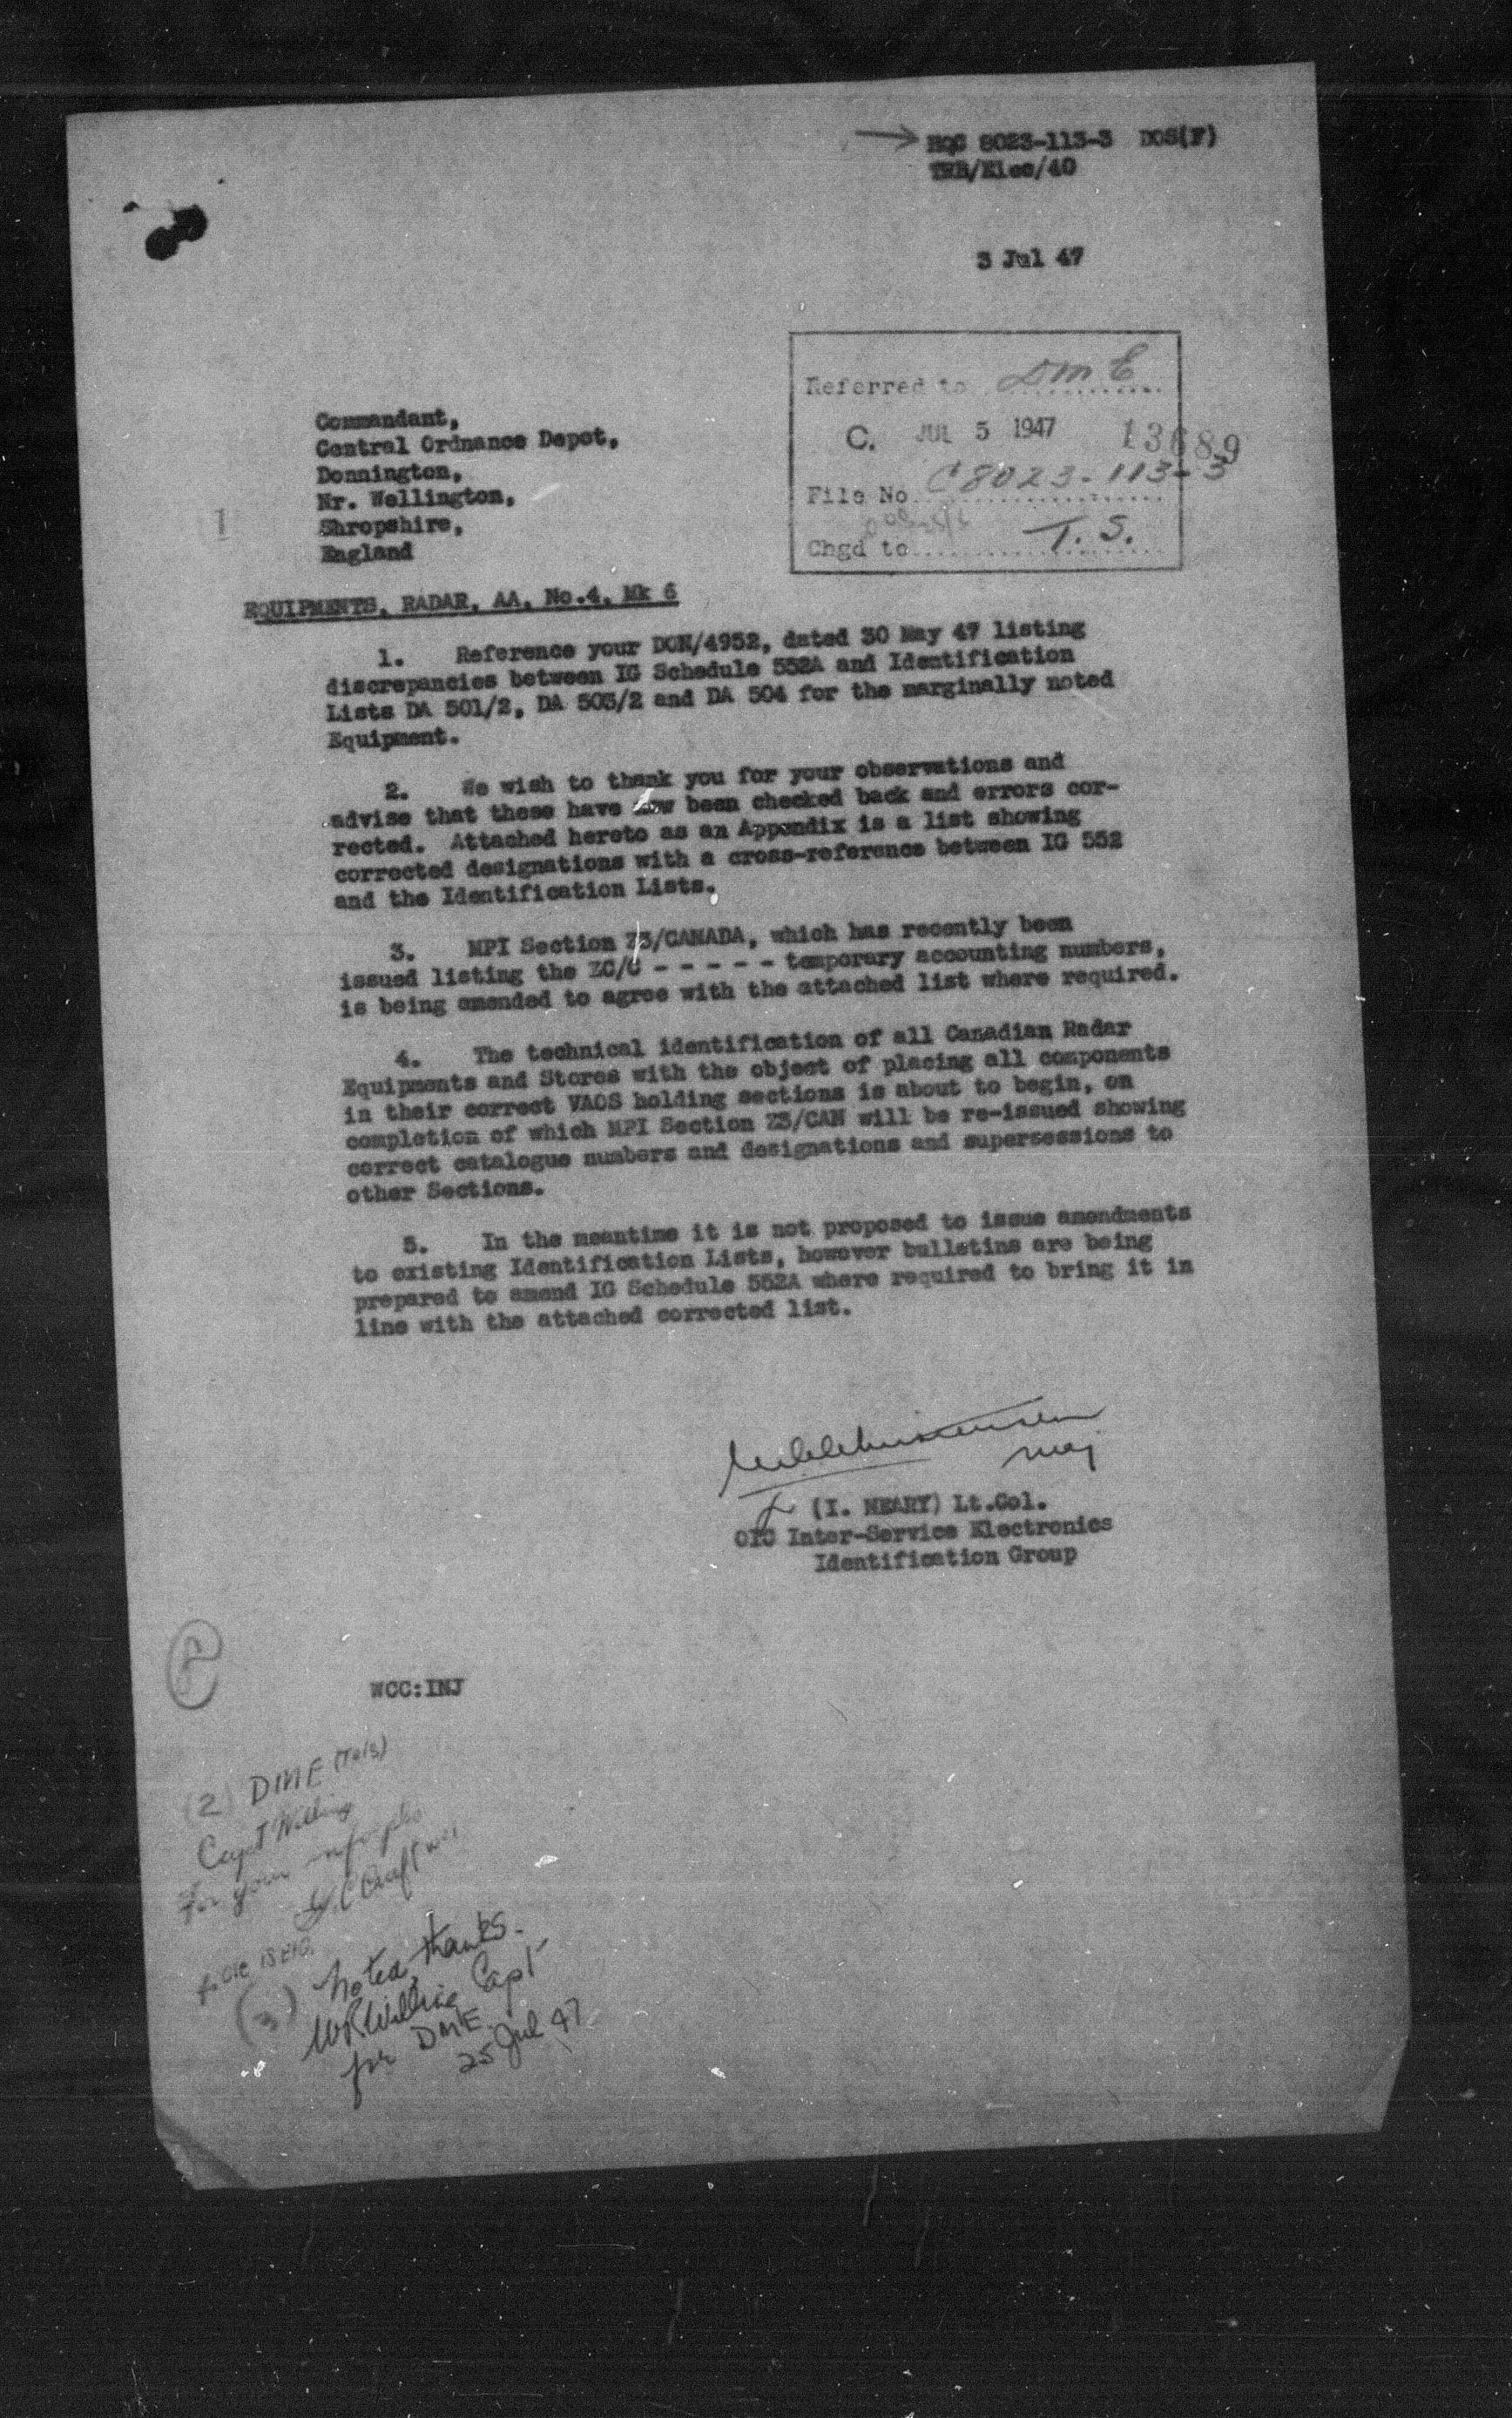 HQC 8023-113-3 DOS(F)
TRB/Elec/40
3 Jul 47
Referred to DME
C. JUL 5 1947 13689
File No C8023-113-3
Chgd to T.S.
Commandant,
Central Ordnance Depot,
Donnington,
Nr. Wellington,
Shropshire,
England
1
EQUIPMENTS, RADAR, AA, No.4, Mk 6
1. Reference your DON/4952, dated 30 May 47 listing
discrepancies between IG Schedule 552A and Identification
Lists DA 501/2, DA 503/2 and DA 504 for the marginally noted
Equipment.
2. We wish to thank you for your observations and
advise that these have now been checked back and errors cor-
rected. Attached hereto as an Appendix is a list showing
corrected designations with a cross-reference between IG 552
and the Identification Lists.
3. MPI Section Z3/CANADA, which has recently been
issued listing the ZC/C - - - - - temporary accounting numbers,
is being amended to agree with the attached list where required.
4. The technical identification of all Canadian Radar
Equipments and Stores with the object of placing all components
in their correct VAOS holding sections is about to begin, on
completion of which MPI Section Z3/CAN will be re-issued showing
correct catalogue numbers and designations and supersessions to
other Sections.
5. In the meantime it is not proposed to issue amendments
to existing Identification Lists, however bulletins are being
prepared to amend IG Schedule 552A where required to bring it in
line with the attached corrected list.
Maj
(I. NEARY) Lt.Col.
OIC Inter-Service Electronics
Identification Group
WCC:INJ
(2) DME (Tels)
Capt Willing
For your info pls
(3) Noted, thanks.
Capt
for DME
25 Jul 47